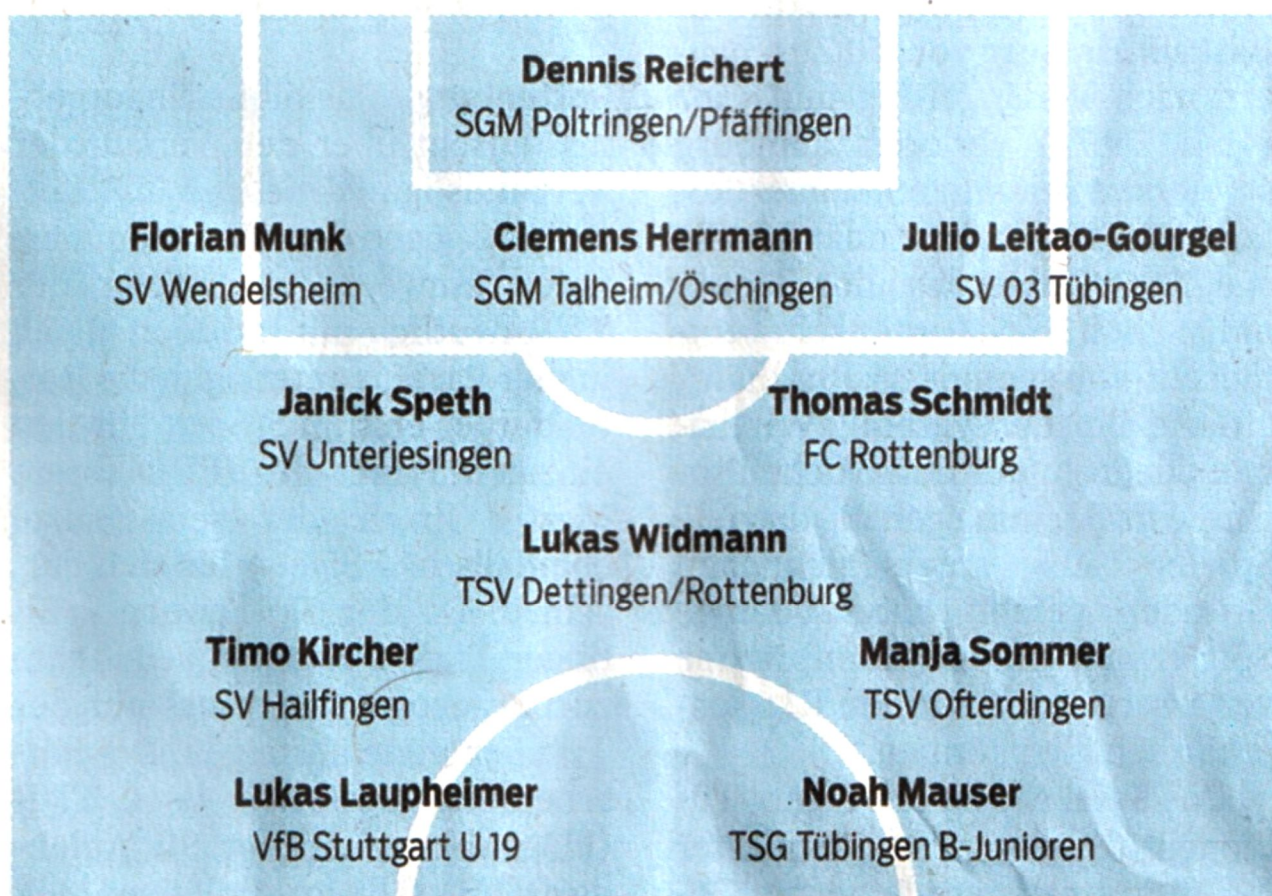 Dennis Reichert
SGM Poltringen/Pfäffingen
Florian Munk
SV Wendelsheim
Clemens Herrmann
SGM Talheim/Öschingen
Julio Leitao-Gourgel
SV 03 Tübingen
Janick Speth
SV Unterjesingen
Thomas Schmidt
FC Rottenburg
Lukas Widmann
TSV Dettingen/Rottenburg
Timo Kircher
SV Hailfingen
Manja Sommer
TSV Ofterdingen
Lukas Laupheimer
VfB Stuttgart U 19
Noah Mauser
TSG Tübingen B-Junioren